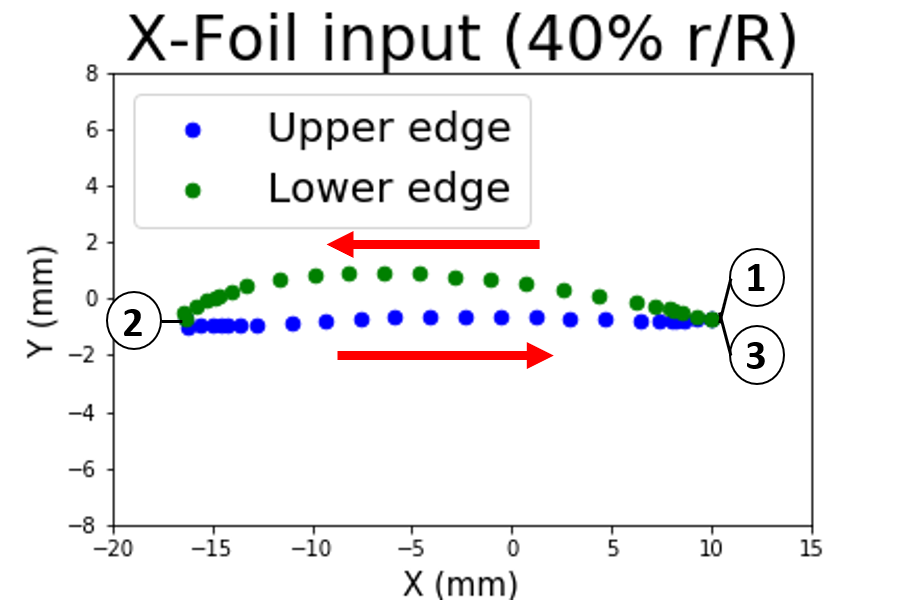 X-Foil input (40% r/R)
Upper edge
Lower edge
8
6
4
2
0
−2
−4
−6
−8
Y (mm)
1
2
3
−20 −15 −10 −5 0 5 10 15
X (mm)